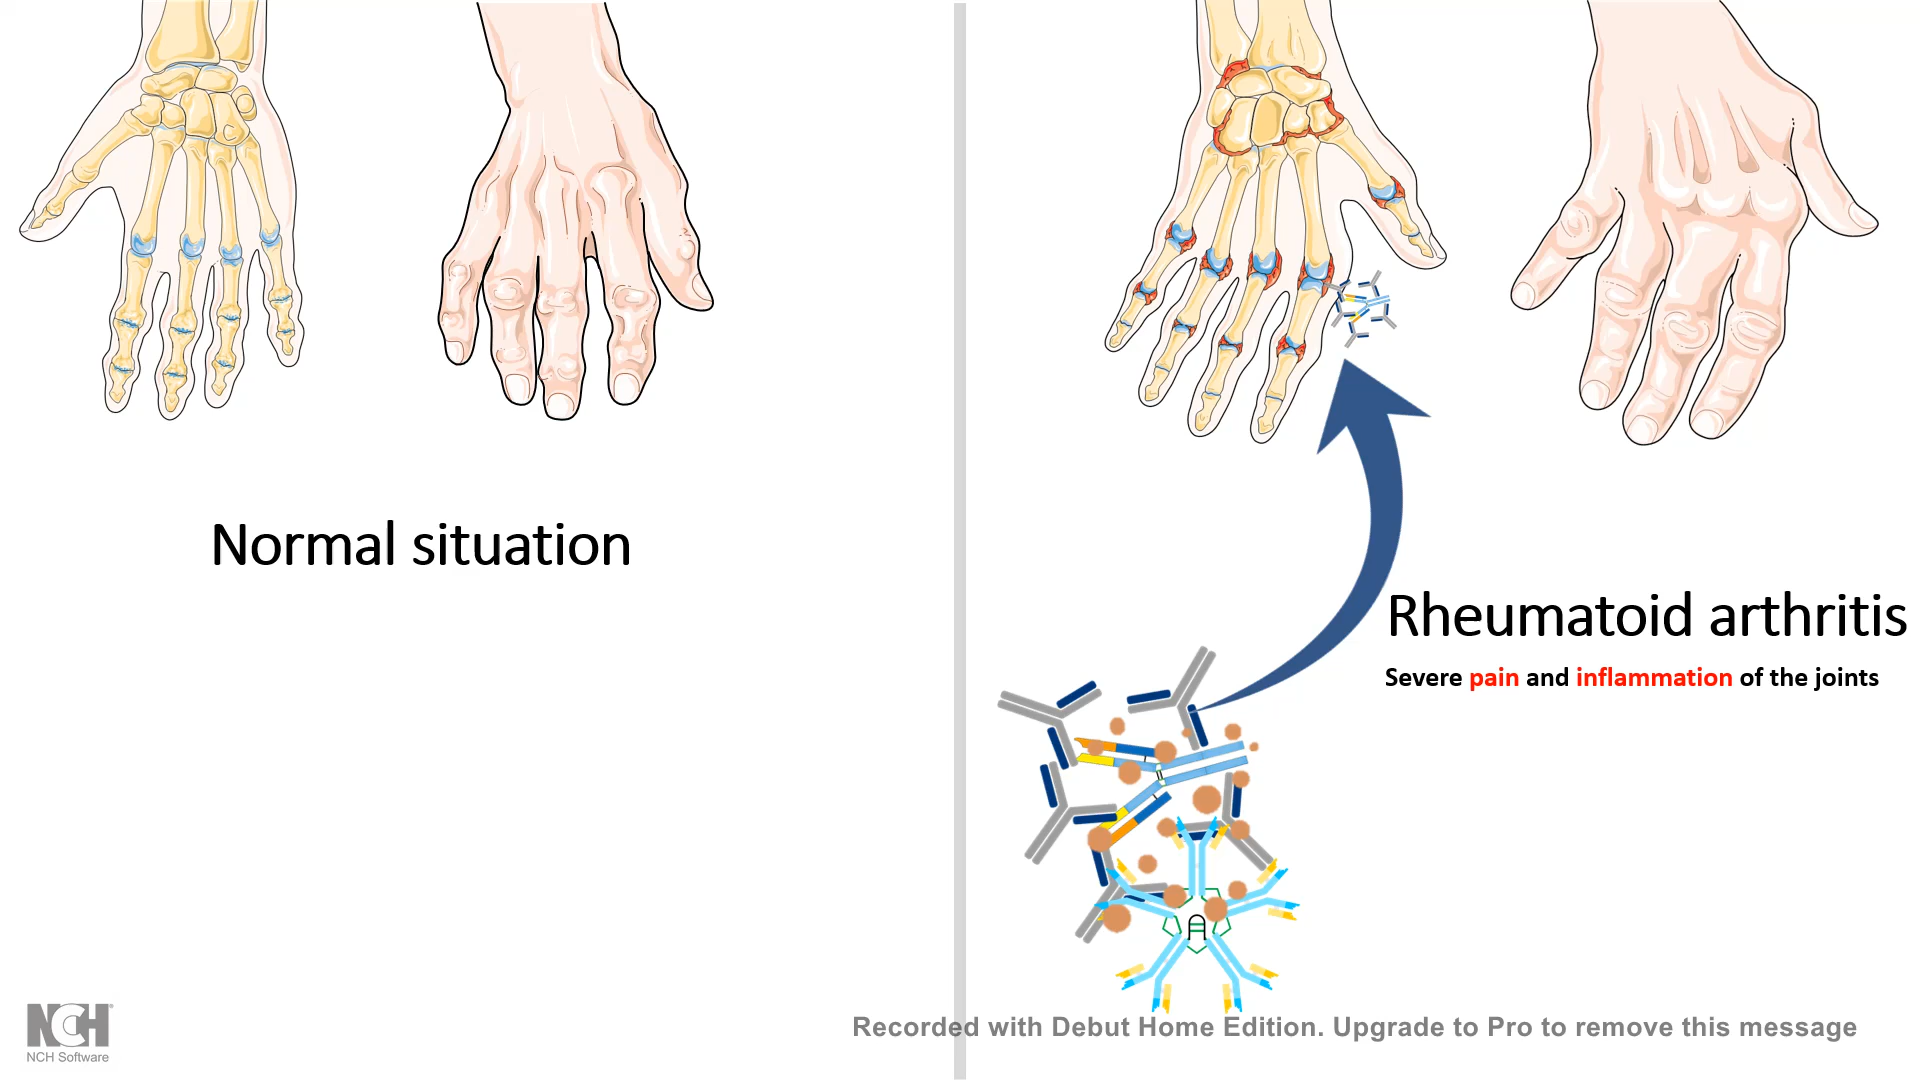 Normal situation
Rheumatoid arthritis
Severe pain and inflammation of the joints
NCH
NCH Software
Recorded with Debut Home Edition. Upgrade to Pro to remove this message